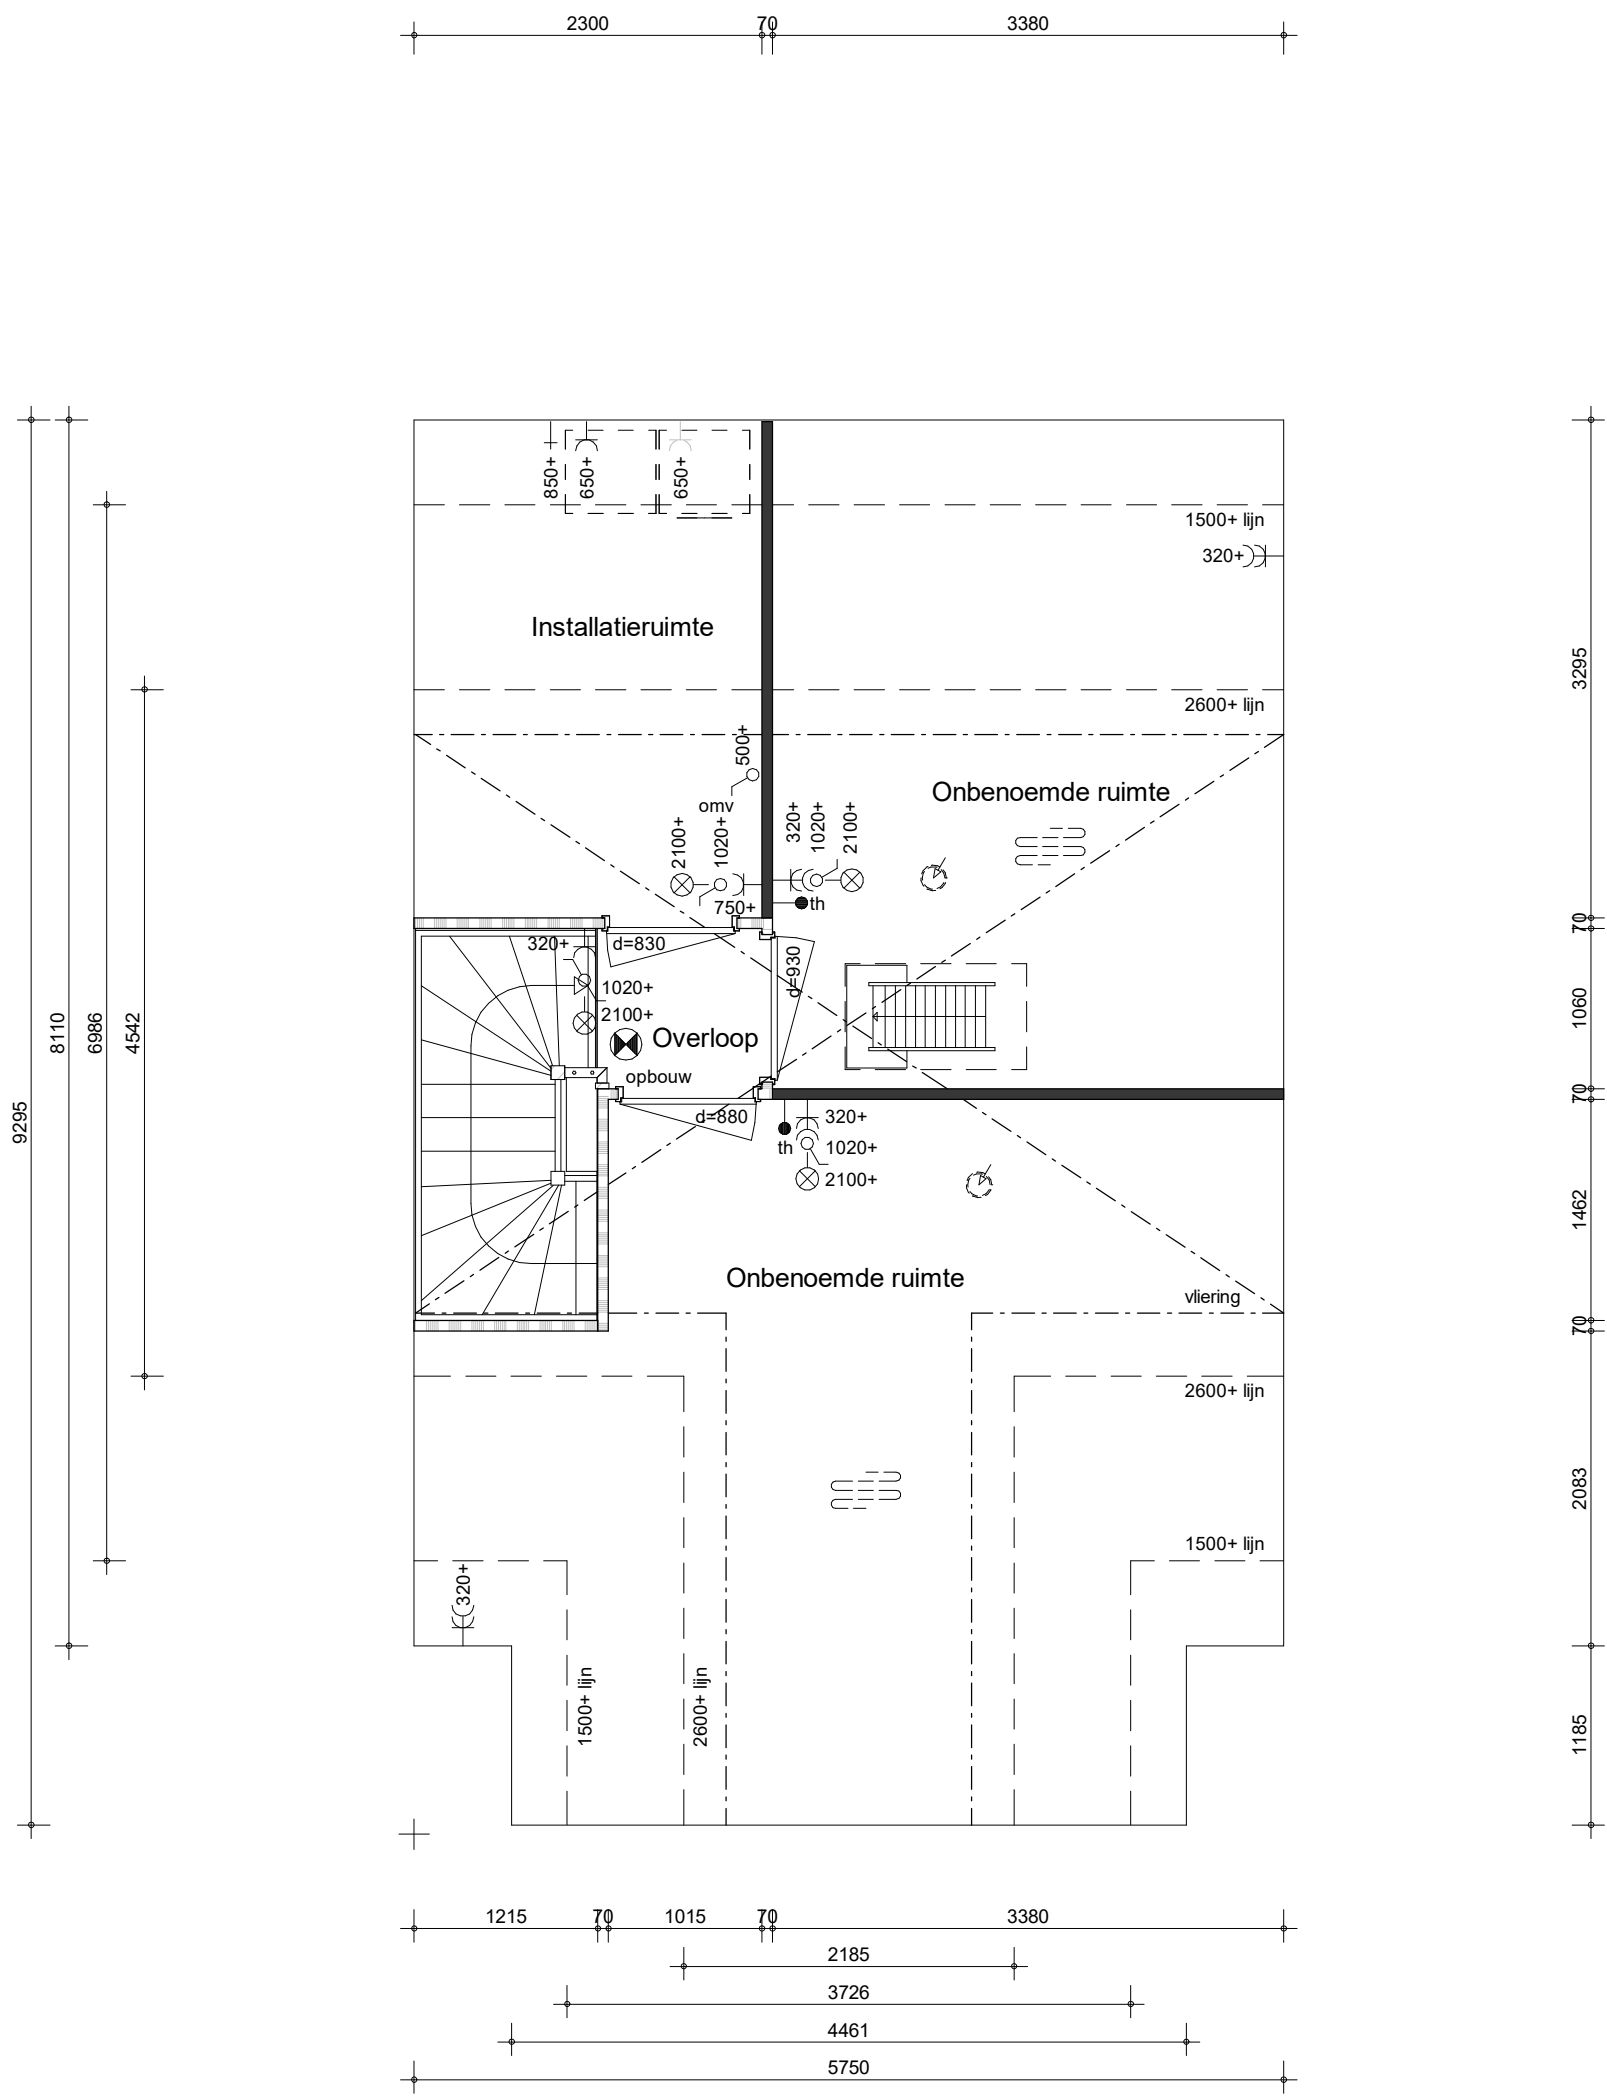 2300
70
3380
850+
650+
650+
1500+ lijn
320+
Installatieruimte
2600+ lijn
500+
omv
Onbenoemde ruimte
2100+
1020+
750+
320+
1020+
2100+
th
320+
d=830
d=930
1020+
2100+
Overloop
opbouw
d=880
320+
th
1020+
2100+
Onbenoemde ruimte
vliering
2600+ lijn
1500+ lijn
320+
1500+ lijn
2600+ lijn
9295
8110
6986
4542
3295
70
1060
70
1462
70
2083
1185
1215
70
1015
70
3380
2185
3726
4461
5750